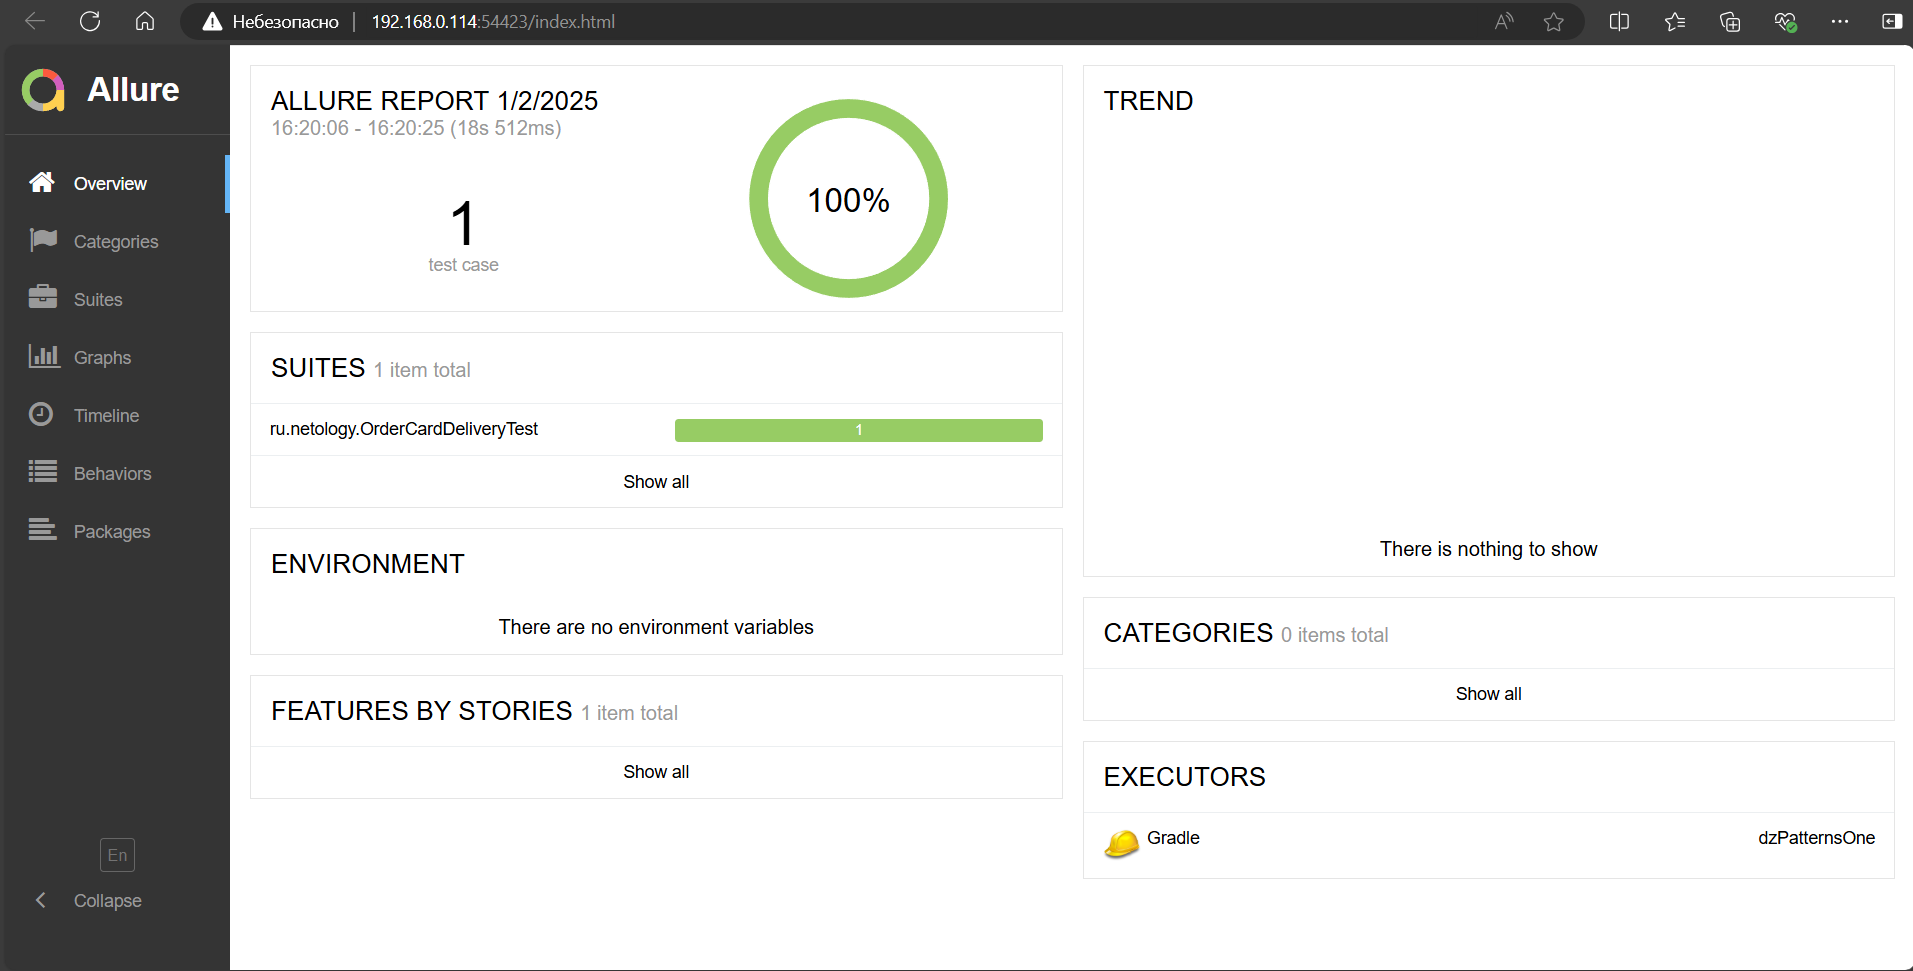 Небезопасно | 192.168.0.114:54423/index.html
Allure
Overview
Categories
Suites
Graphs
Timeline
Behaviors
Packages
En
Collapse
ALLURE REPORT 1/2/2025
16:20:06 - 16:20:25 (18s 512ms)
1
test case
100%
SUITES 1 item total
ru.netology.OrderCardDeliveryTest 1
Show all
ENVIRONMENT
There are no environment variables
FEATURES BY STORIES 1 item total
Show all
TREND
There is nothing to show
CATEGORIES 0 items total
Show all
EXECUTORS
Gradle dzPatternsOne